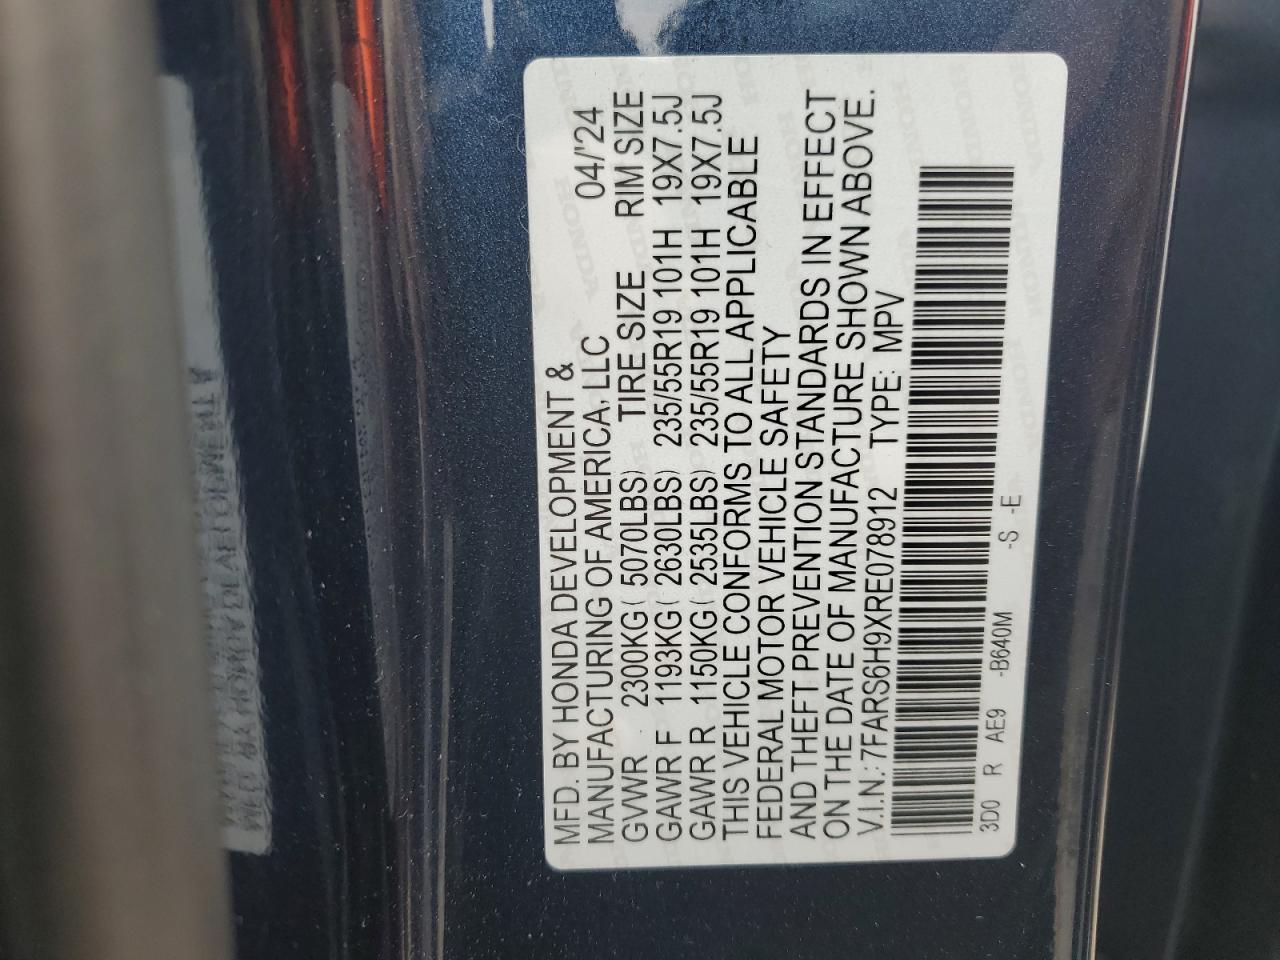 MFD. BY HONDA DEVELOPMENT &
MANUFACTURING OF AMERICA, LLC 04/'24
GVWR 2300KG ( 5070LBS) TIRE SIZE RIM SIZE
GAWR F 1193KG ( 2630LBS) 235/55R19 101H 19X7.5J
GAWR R 1150KG ( 2535LBS) 235/55R19 101H 19X7.5J
THIS VEHICLE CONFORMS TO ALL APPLICABLE
FEDERAL MOTOR VEHICLE SAFETY
AND THEFT PREVENTION STANDARDS IN EFFECT
ON THE DATE OF MANUFACTURE SHOWN ABOVE.
V.I.N.: 7FARS6H9XRE078912 TYPE: MPV
3D0 R AE9 -B640M -S -E